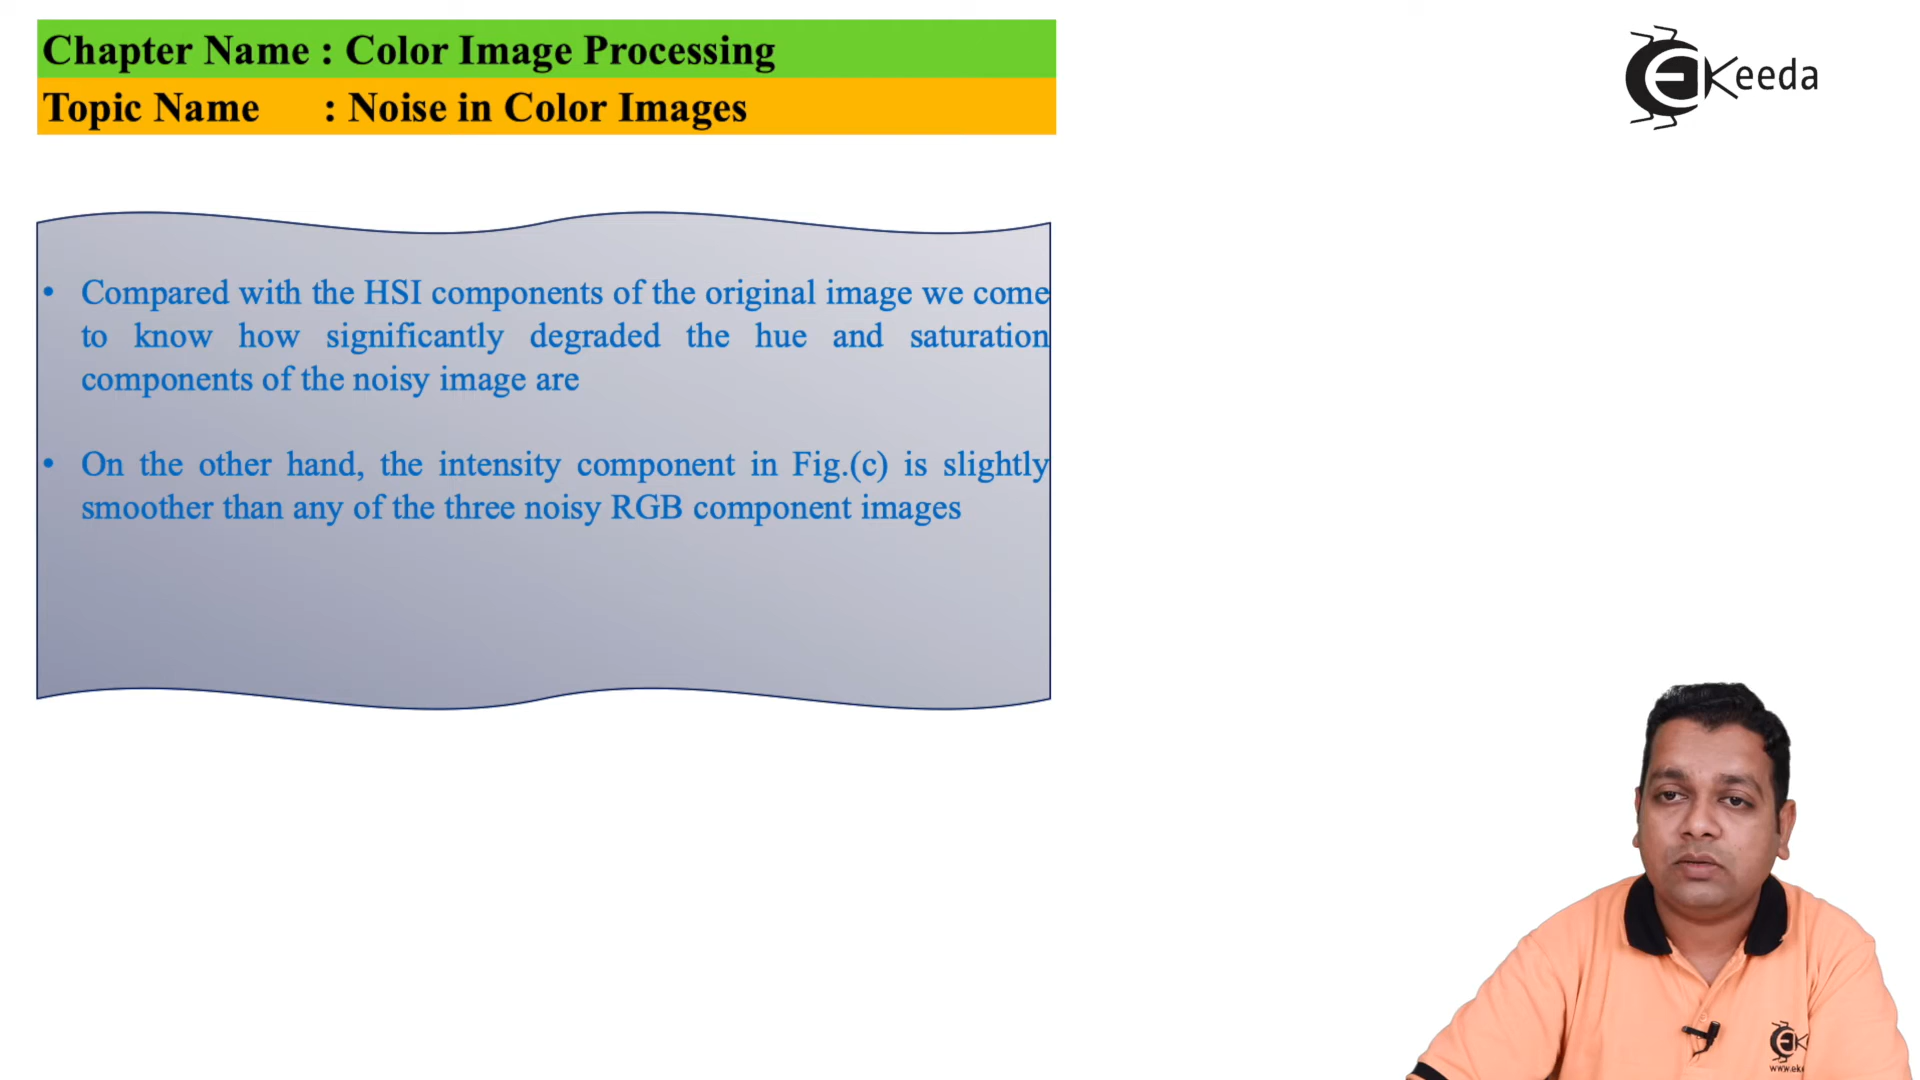 Chapter Name : Color Image Processing
Topic Name : Noise in Color Images
Keeda
• Compared with the HSI components of the original image we come
to know how significantly degraded the hue and saturation
components of the noisy image are
• On the other hand, the intensity component in Fig.(c) is slightly
smoother than any of the three noisy RGB component images